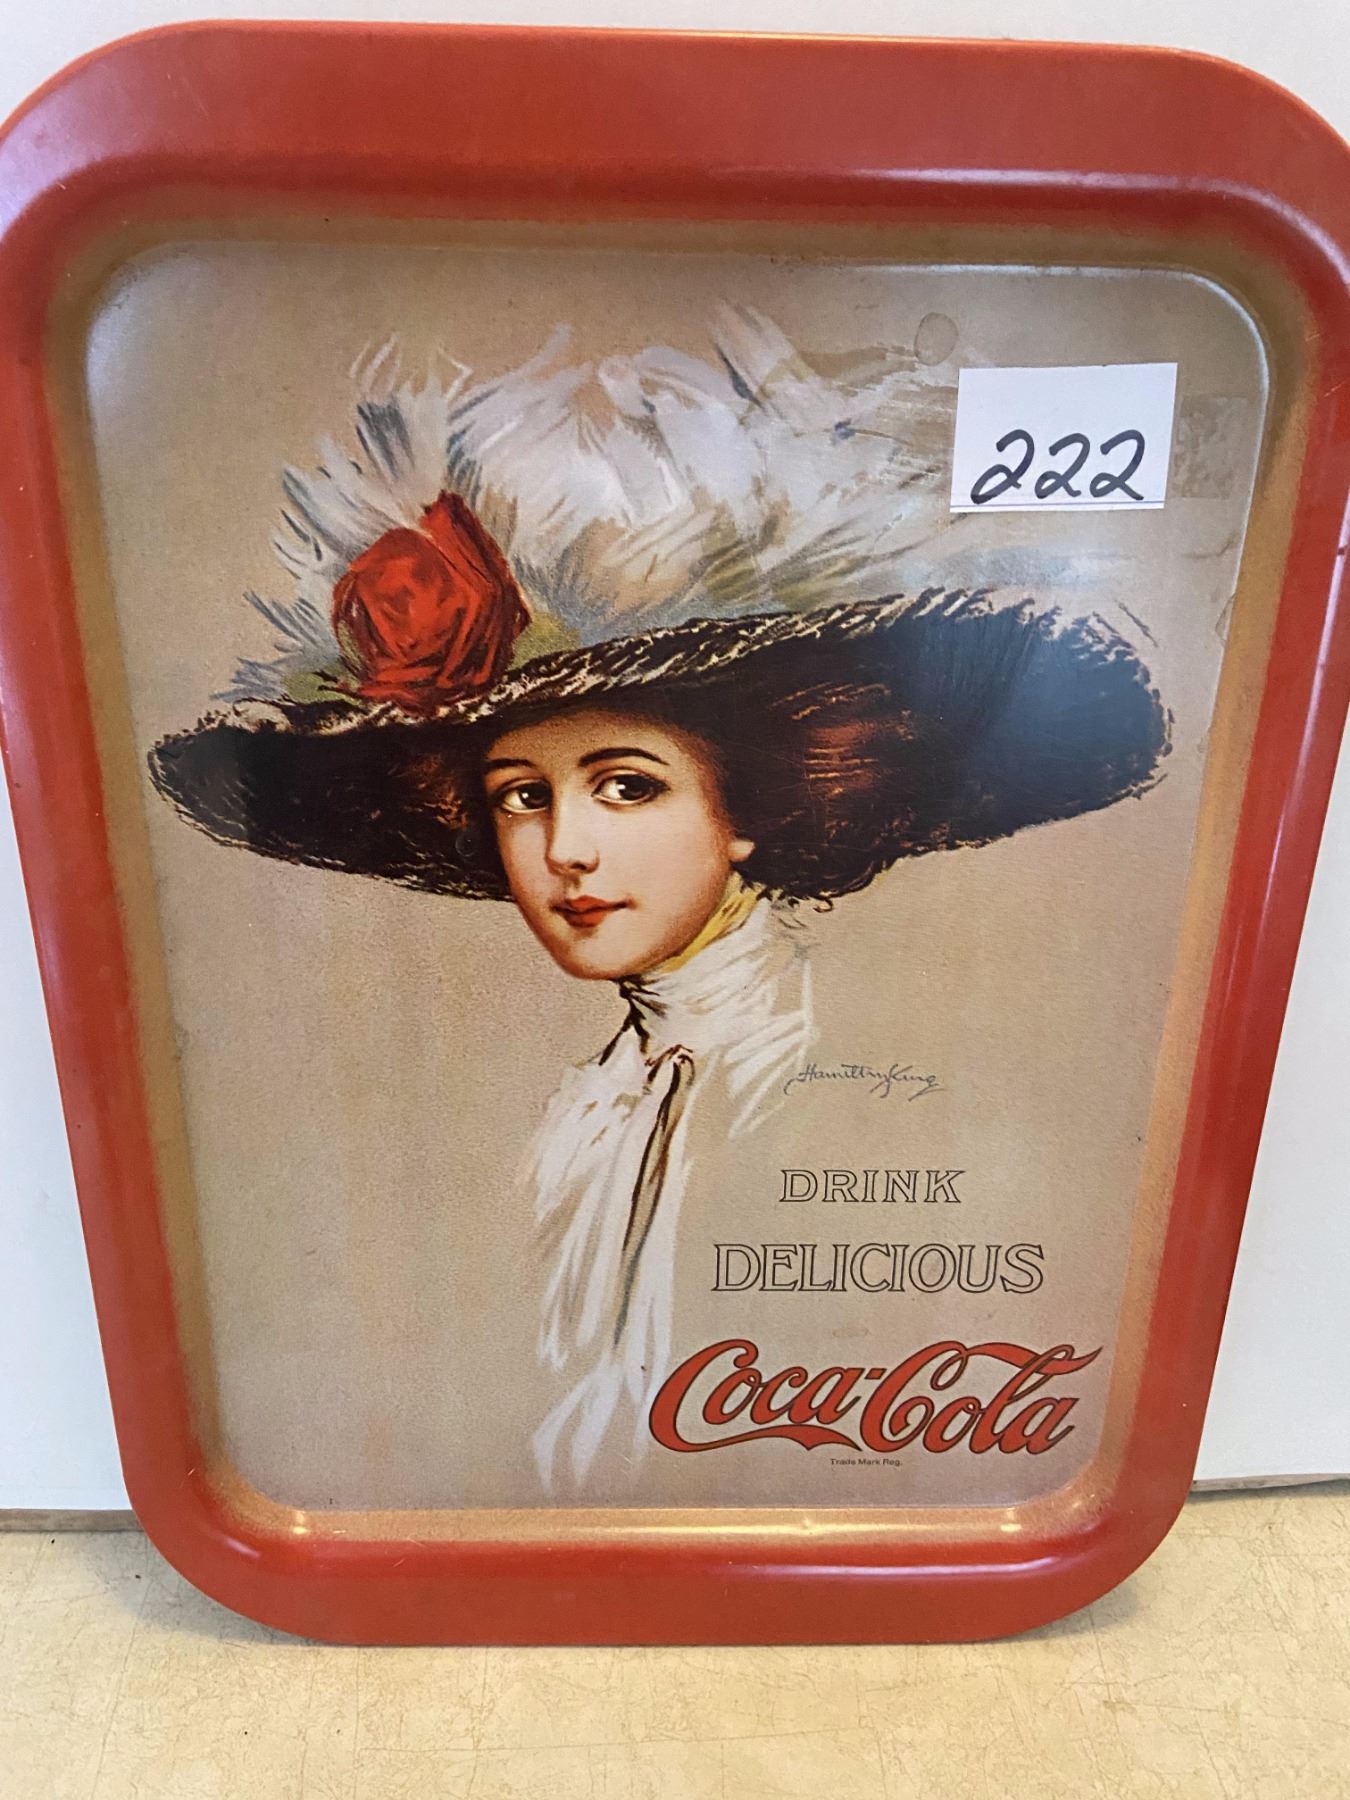 222
Hamilton King
DRINK
DELICIOUS
Coca-Cola
Trade Mark Reg.